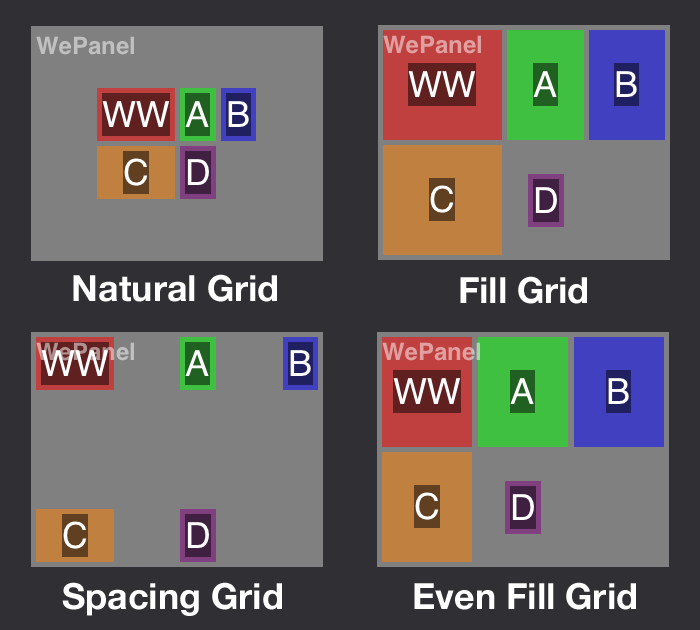 WePanel
WW A B
C D
Natural Grid
WePanel
WW A B
C D
Fill Grid
WePanel
WW A B
C D
Spacing Grid
WePanel
WW A B
C D
Even Fill Grid